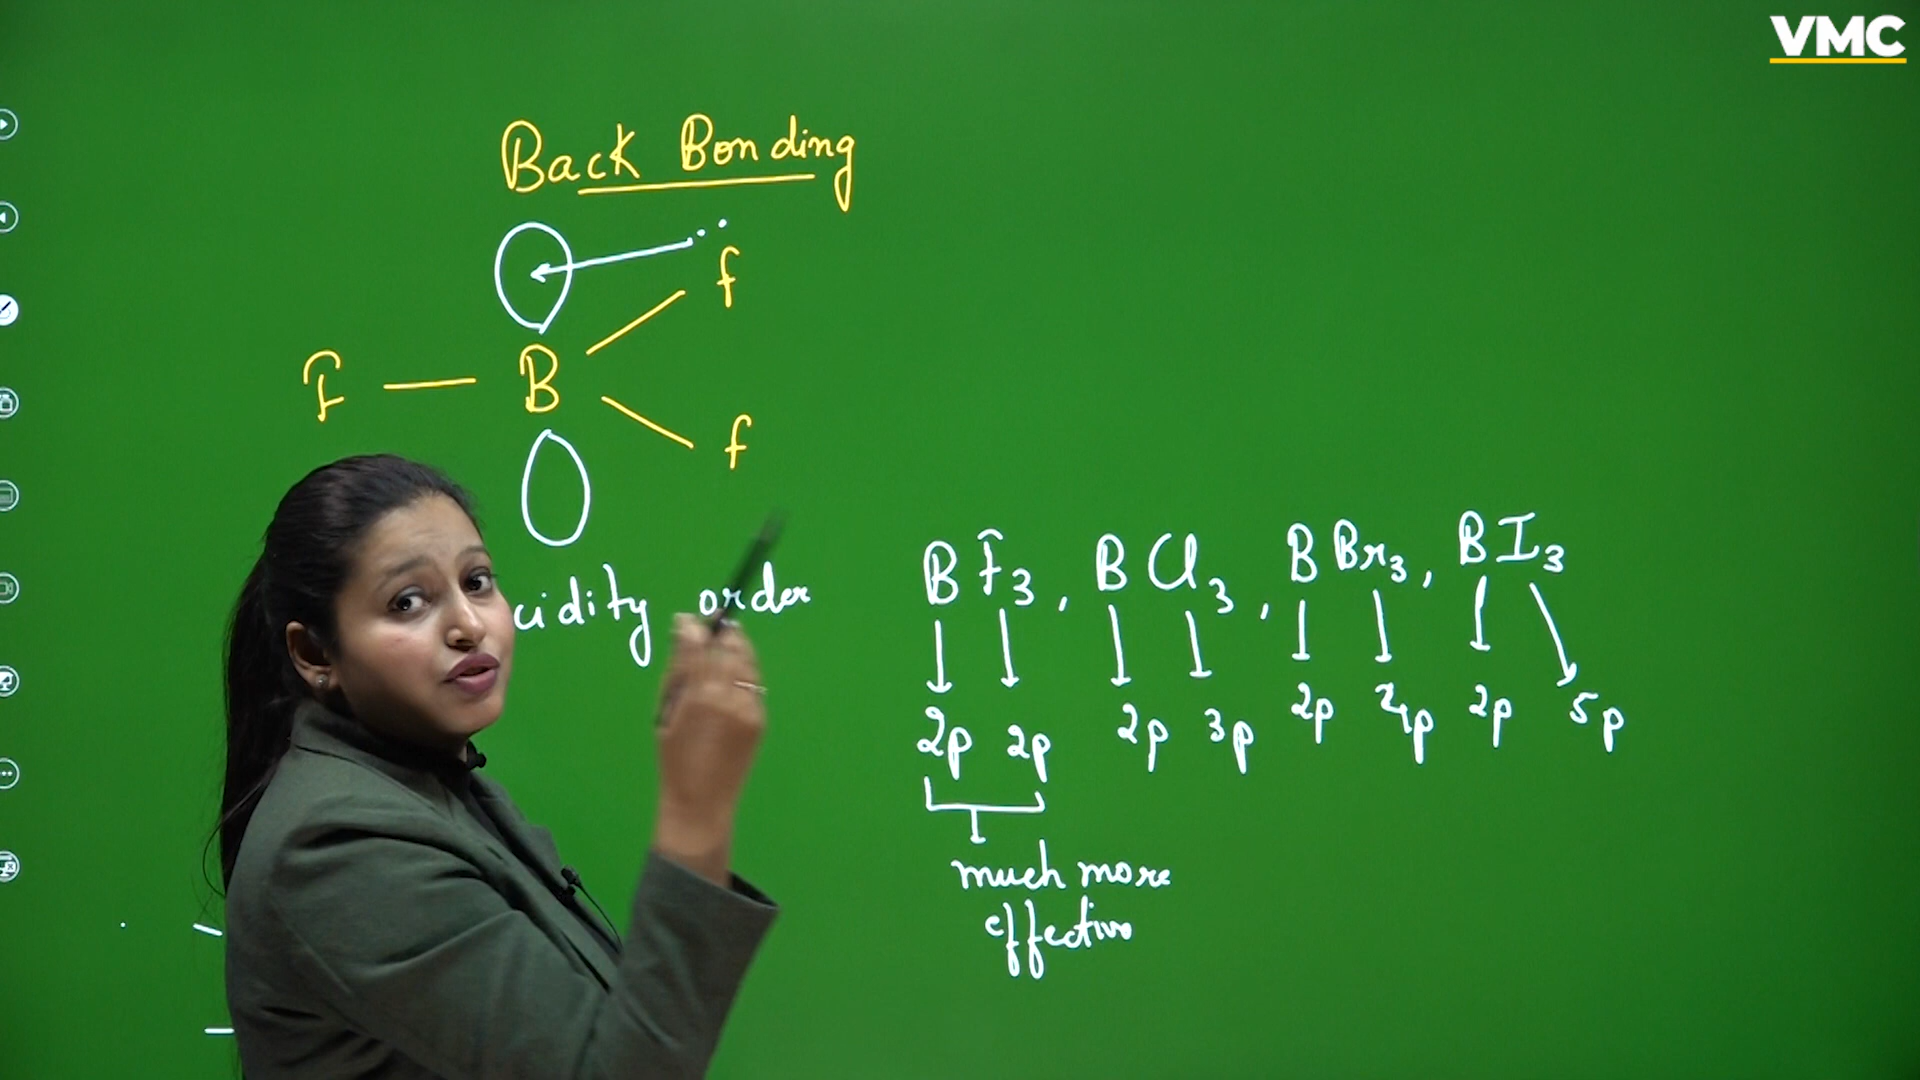 VMC
Back Bonding
f
F B
f
cidity order
BF3, BCl3, BBr3, BI3
2p 2p 2p 3p 2p 4p 2p 5p
much more
effective